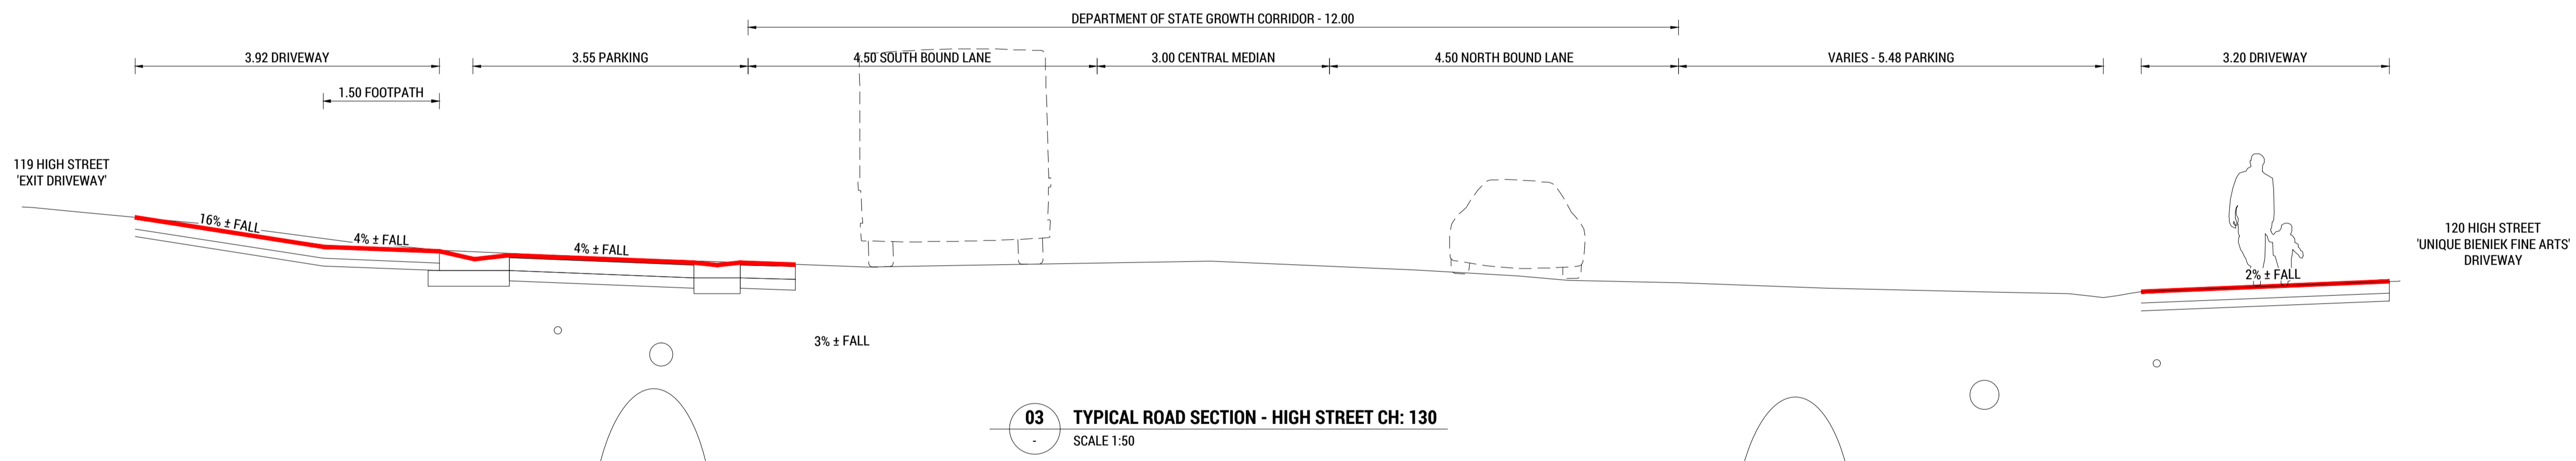 DEPARTMENT OF STATE GROWTH CORRIDOR - 12.00
3.92 DRIVEWAY
3.55 PARKING
4.50 SOUTH BOUND LANE
3.00 CENTRAL MEDIAN
4.50 NORTH BOUND LANE
VARIES - 5.48 PARKING
3.20 DRIVEWAY
1.50 FOOTPATH
119 HIGH STREET
'EXIT DRIVEWAY'
16% ± FALL
4% ± FALL
4% ± FALL
120 HIGH STREET
'UNIQUE BIENIEK FINE ARTS'
DRIVEWAY
2% ± FALL
3% ± FALL
03
-
TYPICAL ROAD SECTION - HIGH STREET CH: 130
SCALE 1:50